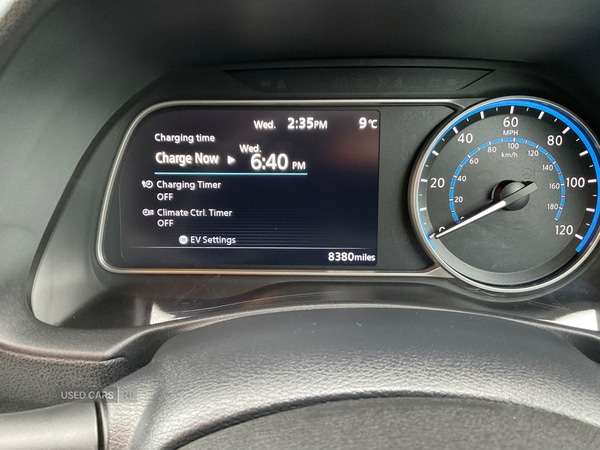 Wed. 2:35PM 9°C
Charging time
Wed.
Charge Now ▶ 6:40 PM
Charging Timer
OFF
Climate Ctrl. Timer
OFF
EV Settings
8380miles
0 20 40 60 80 100 120
MPH
km/h
20 40 60 80 100 120 140 160 180
USED CARS NI